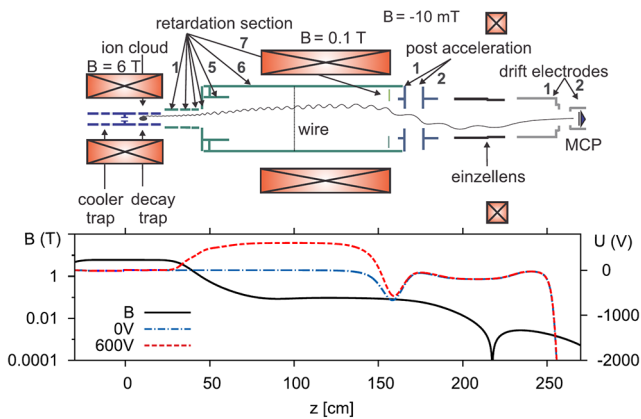 retardation section
B = -10 mT
ion cloud
7
B = 0.1 T
post acceleration
B = 6 T
1
5
6
1
2
drift electrodes
1
2
wire
MCP
cooler
trap
decay
trap
einzellens
B (T)
U (V)
1
0.01
0.0001
0
-1000
-2000
B
0V
600V
0
50
100
150
200
250
z [cm]